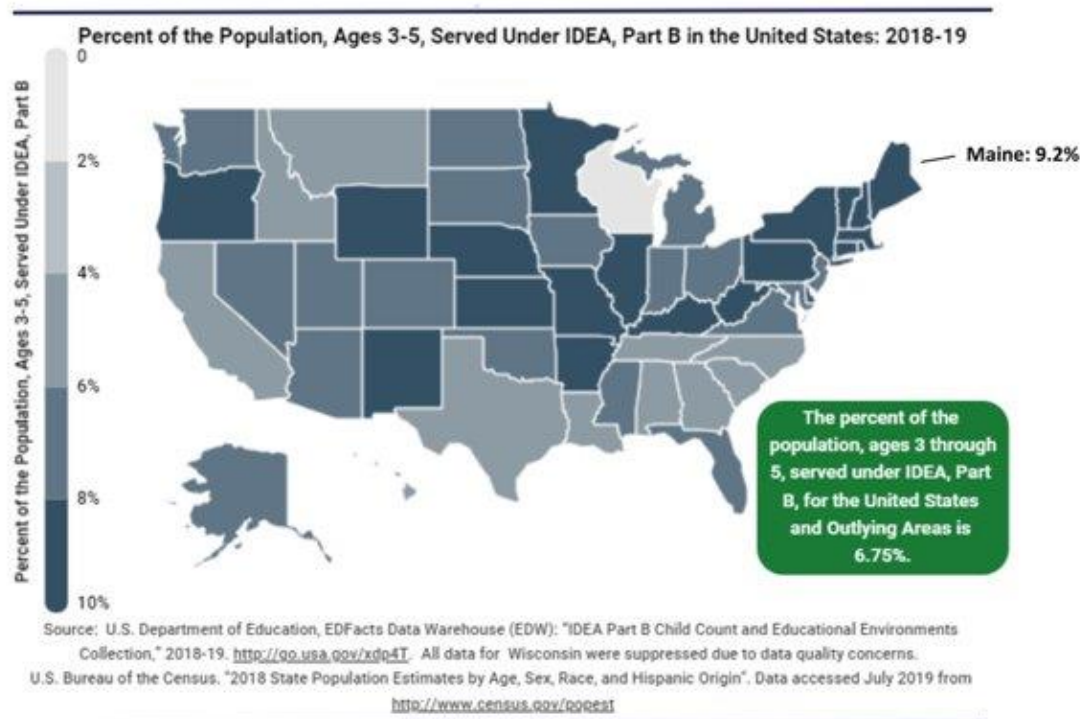 Percent of the Population, Ages 3-5, Served Under IDEA, Part B in the United States: 2018-19
Percent of the Population, Ages 3-5, Served Under IDEA, Part B
0
2%
4%
6%
8%
10%
Maine: 9.2%
The percent of the
population, ages 3 through
5, served under IDEA, Part
B, for the United States
and Outlying Areas is
6.75%.
Source: U.S. Department of Education, EDFacts Data Warehouse (EDW): "IDEA Part B Child Count and Educational Environments
Collection," 2018-19. http://go.usa.gov/xdp4T. All data for Wisconsin were suppressed due to data quality concerns.
U.S. Bureau of the Census. "2018 State Population Estimates by Age, Sex, Race, and Hispanic Origin". Data accessed July 2019 from
http://www.census.gov/popest